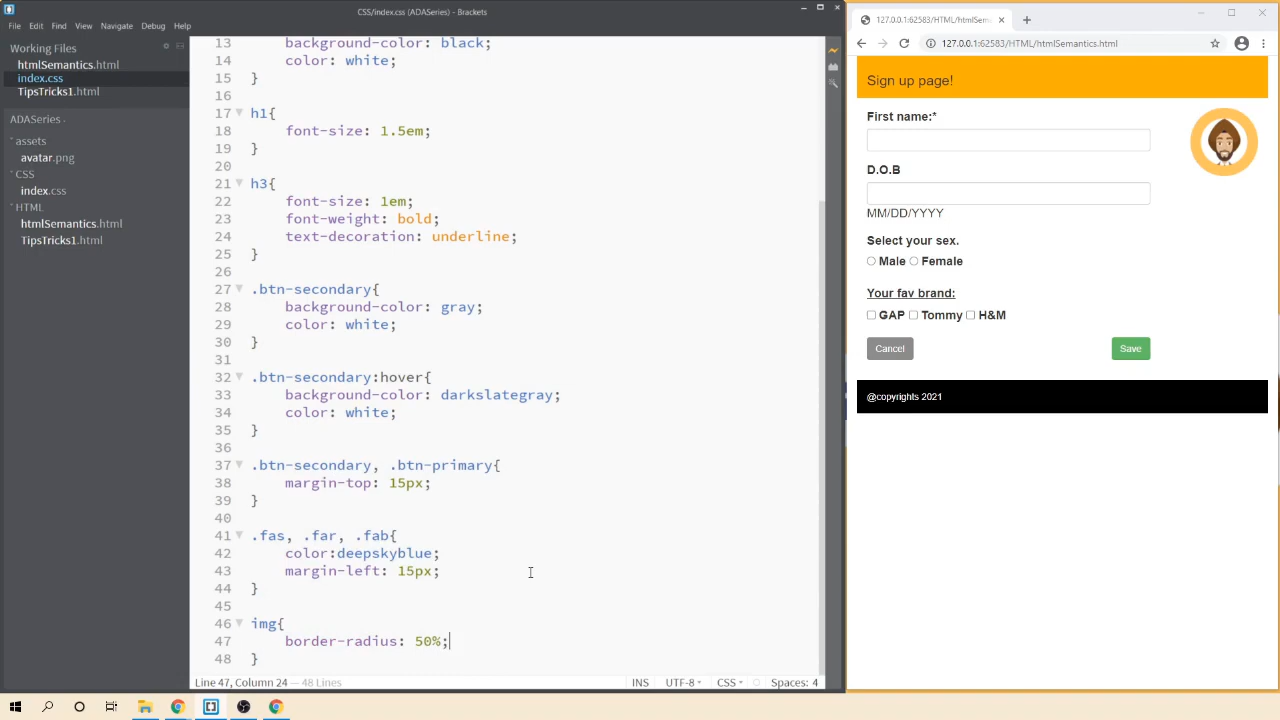 CSS/index.css (ADASeries) - Brackets
File Edit Find View Navigate Debug Help
Working Files
htmlSemantics.html
index.css
TipsTricks1.html
ADASeries
assets
avatar.png
CSS
index.css
HTML
htmlSemantics.html
TipsTricks1.html
13 background-color: black;
14 color: white;
15 }
16
17 h1{
18 font-size: 1.5em;
19 }
20
21 h3{
22 font-size: 1em;
23 font-weight: bold;
24 text-decoration: underline;
25 }
26
27 .btn-secondary{
28 background-color: gray;
29 color: white;
30 }
31
32 .btn-secondary:hover{
33 background-color: darkslategray;
34 color: white;
35 }
36
37 .btn-secondary, .btn-primary{
38 margin-top: 15px;
39 }
40
41 .fas, .far, .fab{
42 color:deepskyblue;
43 margin-left: 15px;
44 }
45
46 img{
47 border-radius: 50%;
48 }
Line 47, Column 24 — 48 Lines
INS UTF-8 CSS Spaces: 4
127.0.0.1:62583/HTML/htmlSem
127.0.0.1:62583/HTML/htmlSemantics.html
Sign up page!
First name:*
D.O.B
MM/DD/YYYY
Select your sex.
Male Female
Your fav brand:
GAP Tommy H&M
Cancel Save
@copyrights 2021